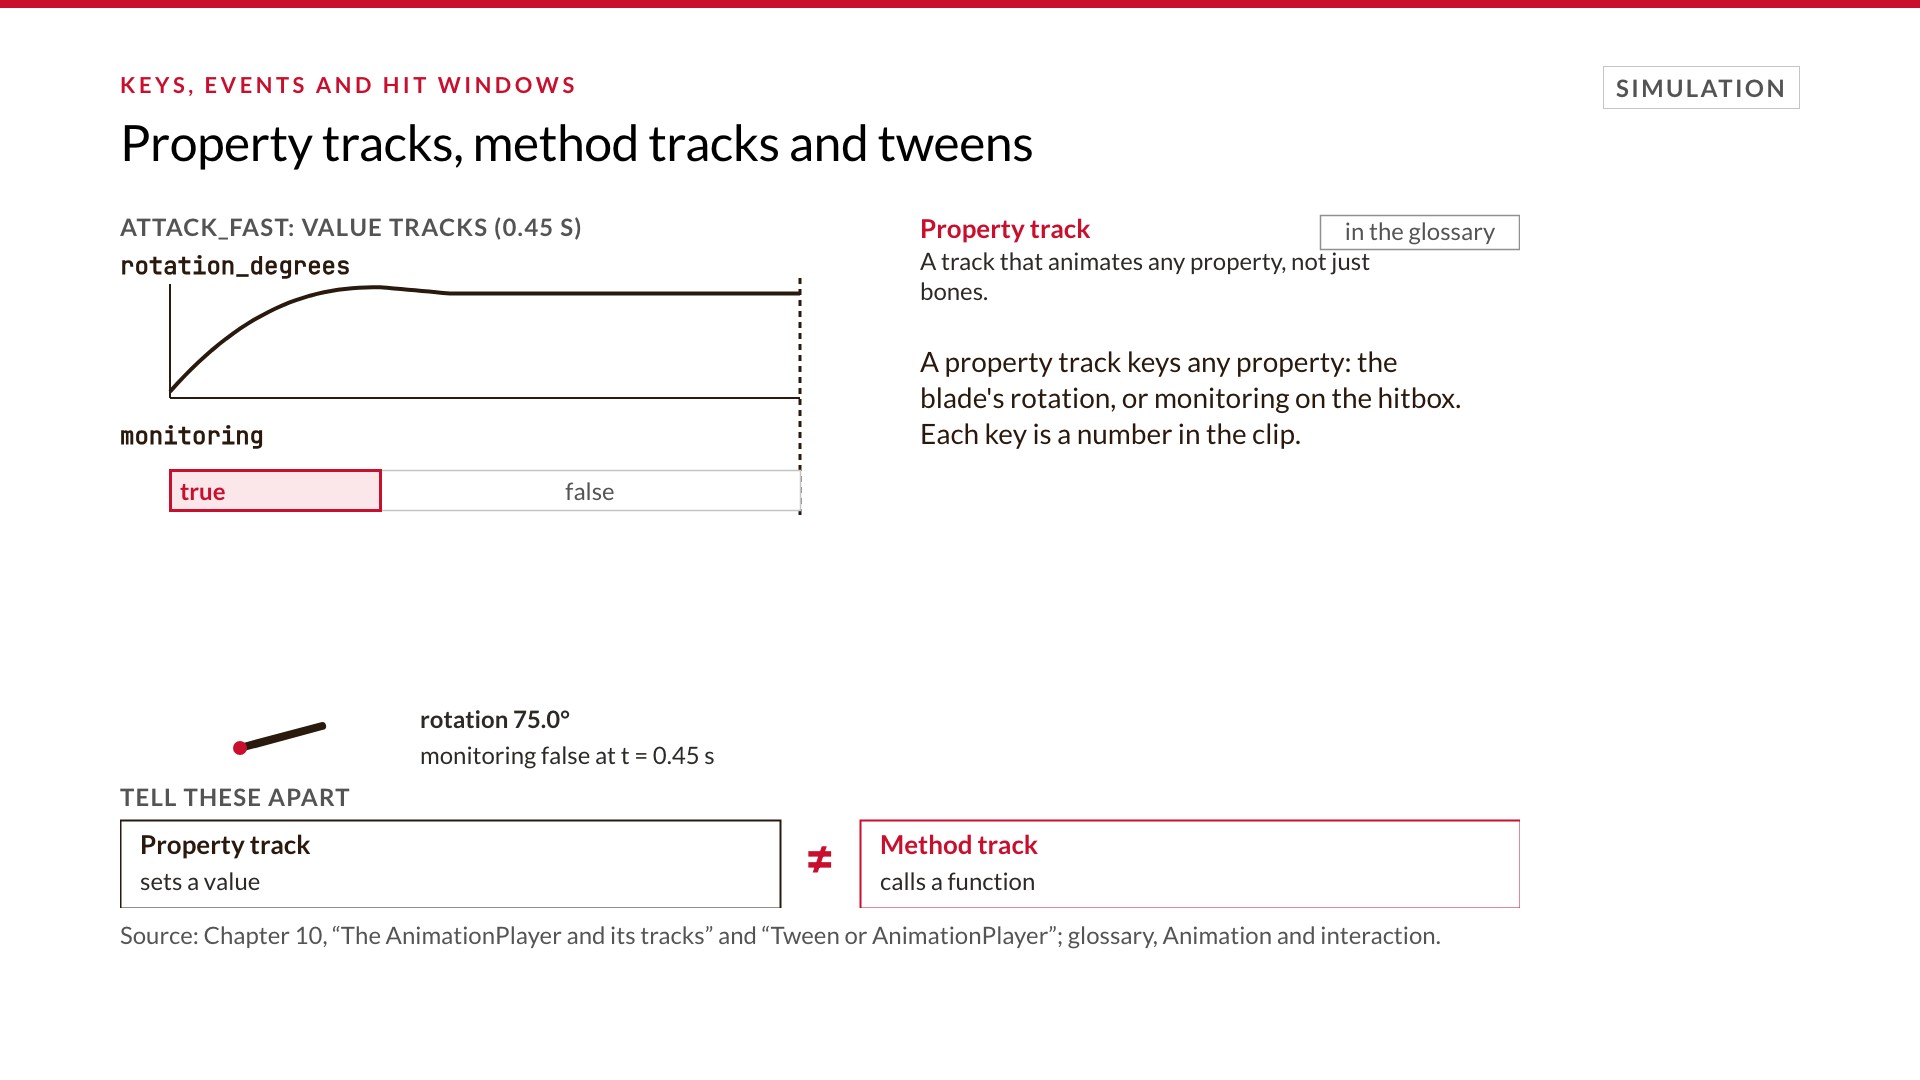 KEYS, EVENTS AND HIT WINDOWS
SIMULATION
Property tracks, method tracks and tweens
ATTACK_FAST: VALUE TRACKS (0.45 S)
rotation_degrees
monitoring
true
false
Property track
in the glossary
A track that animates any property, not just
bones.
A property track keys any property: the
blade's rotation, or monitoring on the hitbox.
Each key is a number in the clip.
rotation 75.0°
monitoring false at t = 0.45 s
TELL THESE APART
Property track
sets a value
≠
Method track
calls a function
Source: Chapter 10, “The AnimationPlayer and its tracks” and “Tween or AnimationPlayer”; glossary, Animation and interaction.